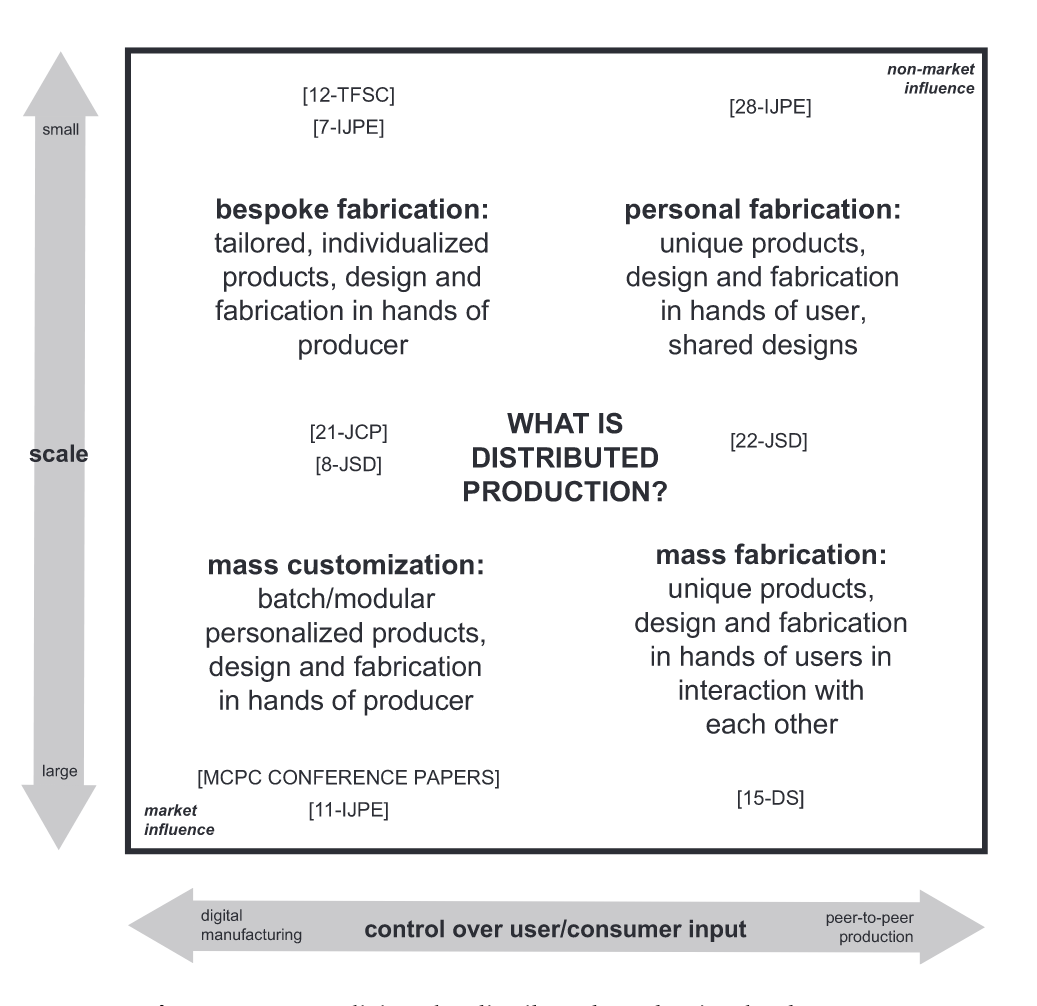 non-market
influence
[12-TFSC]
[7-IJPE]
[28-IJPE]
small
bespoke fabrication:
tailored, individualized
products, design and
fabrication in hands of
producer
personal fabrication:
unique products,
design and fabrication
in hands of user,
shared designs
scale
[21-JCP]
[8-JSD]
WHAT IS
DISTRIBUTED
PRODUCTION?
[22-JSD]
mass customization:
batch/modular
personalized products,
design and fabrication
in hands of producer
mass fabrication:
unique products,
design and fabrication
in hands of users in
interaction with
each other
large
[MCPC CONFERENCE PAPERS]
[11-IJPE]
[15-DS]
market
influence
digital
manufacturing
control over user/consumer input
peer-to-peer
production